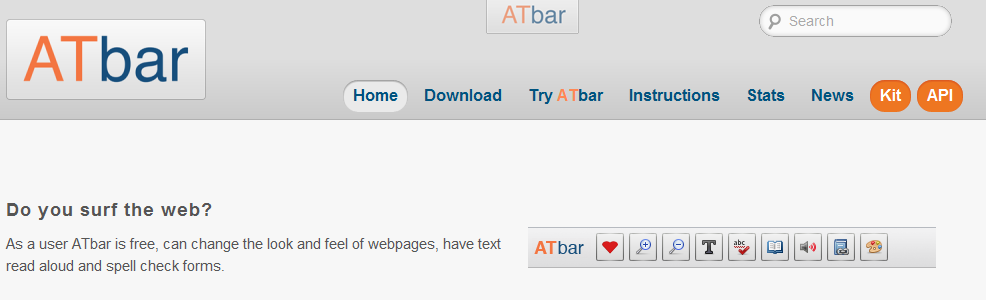 ATbar
Search
ATbar
Home Download Try ATbar Instructions Stats News Kit API
Do you surf the web?
As a user ATbar is free, can change the look and feel of webpages, have text
read aloud and spell check forms.
ATbar T abc